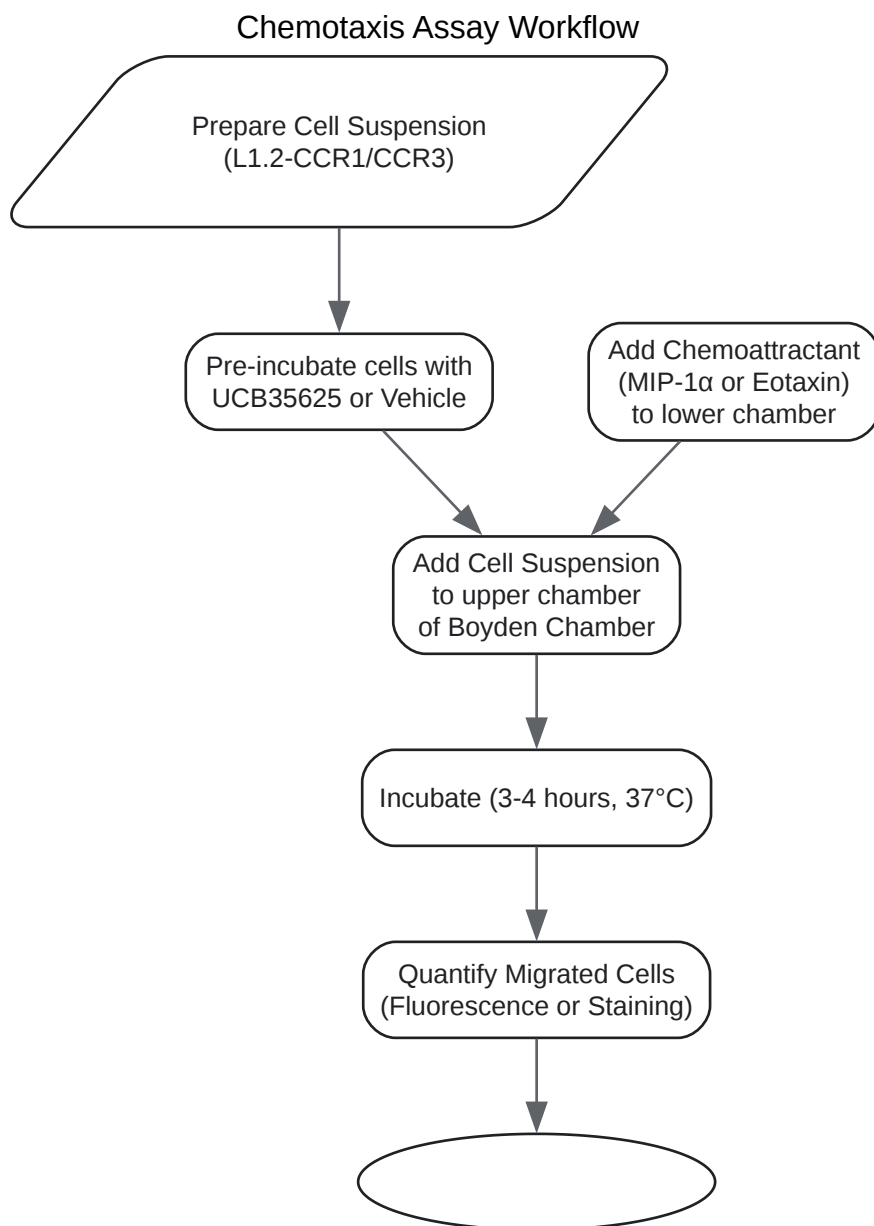 Chemotaxis Assay Workflow
Prepare Cell Suspension
(L1.2-CCR1/CCR3)
Pre-incubate cells with
UCB35625 or Vehicle
Add Chemoattractant
(MIP-1α or Eotaxin)
to lower chamber
Add Cell Suspension
to upper chamber
of Boyden Chamber
Incubate (3-4 hours, 37°C)
Quantify Migrated Cells
(Fluorescence or Staining)